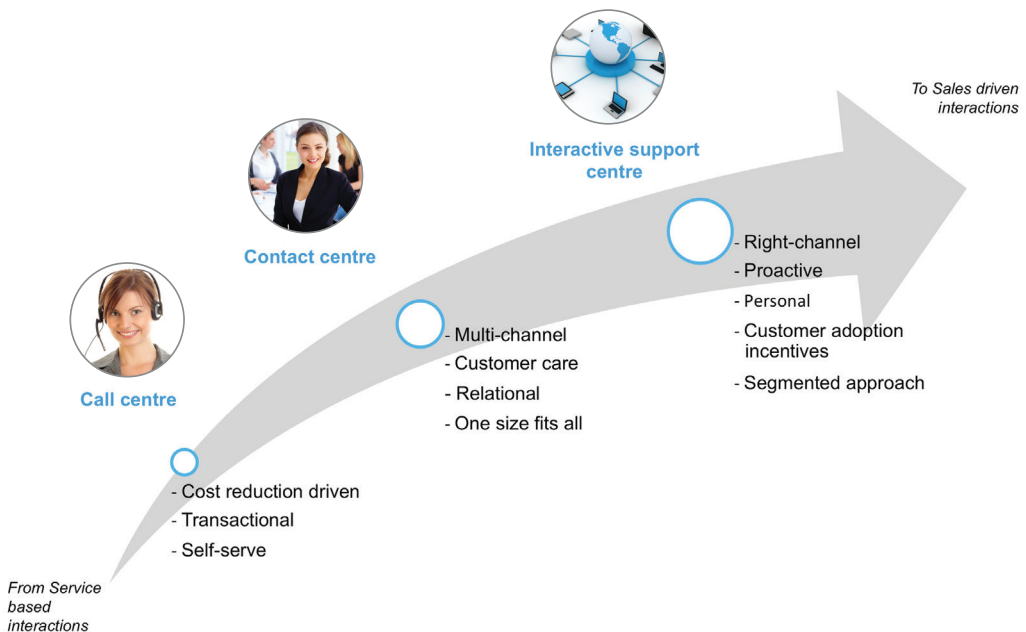 To Sales driven
interactions
Interactive support
centre
- Right-channel
- Proactive
- Personal
- Customer adoption
incentives
- Segmented approach
Contact centre
- Multi-channel
- Customer care
- Relational
- One size fits all
Call centre
- Cost reduction driven
- Transactional
- Self-serve
From Service
based
interactions